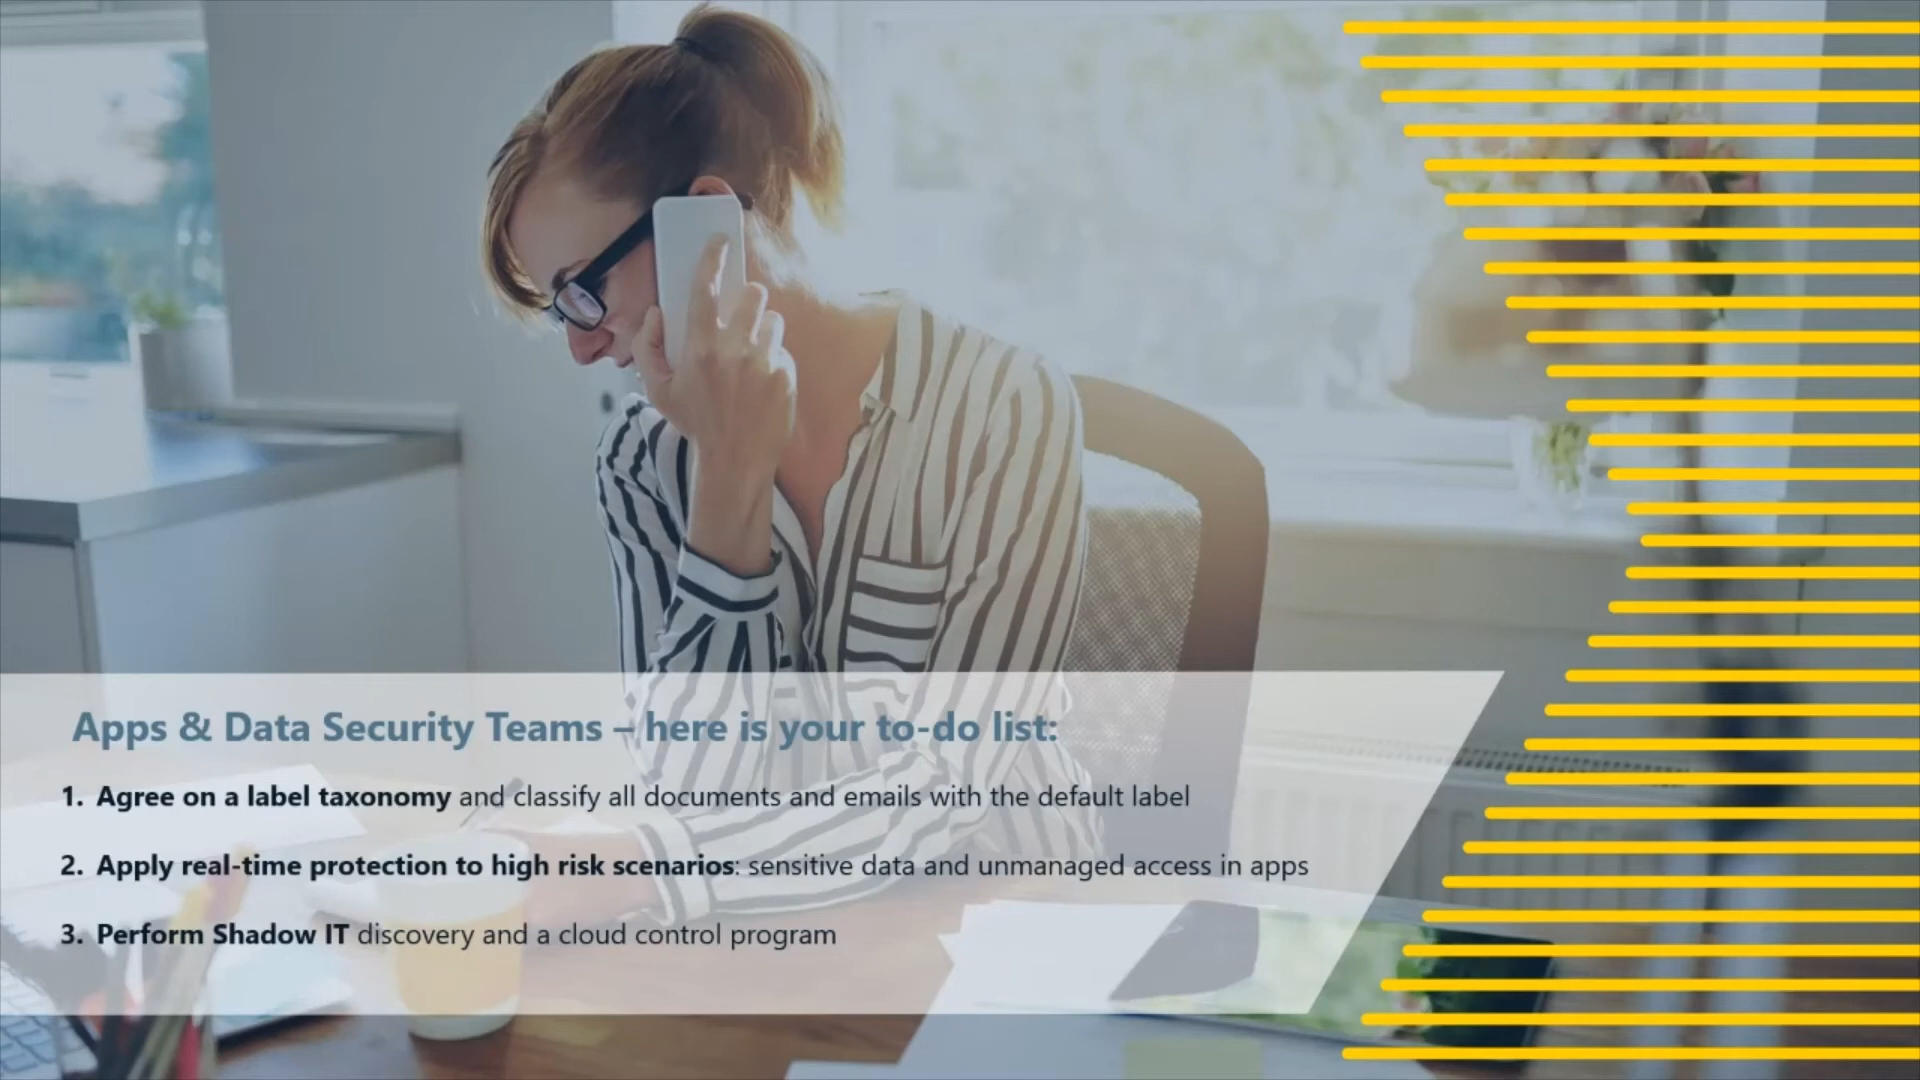 Apps & Data Security Teams – here is your to-do list:
1. Agree on a label taxonomy and classify all documents and emails with the default label
2. Apply real-time protection to high risk scenarios: sensitive data and unmanaged access in apps
3. Perform Shadow IT discovery and a cloud control program